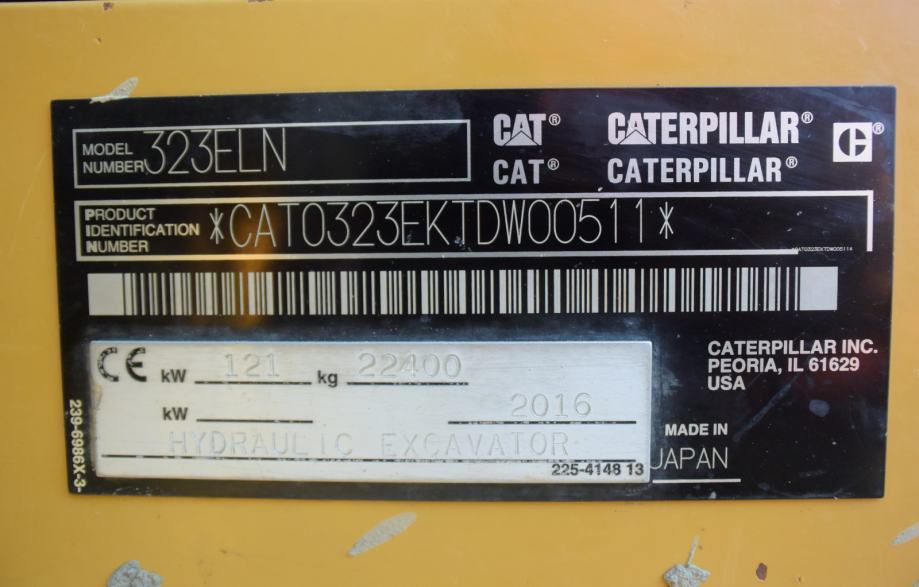 MODEL NUMBER 323ELN
CAT® CATERPILLAR®
CAT® CATERPILLAR®
C®
PRODUCT IDENTIFICATION NUMBER *CAT0323EKTDW00511*
*CAT0323EKTDW00511*
CE kW 121 kg 22400
kW 2016
HYDRAULIC EXCAVATOR
225-4148 13
239-6986X-3-
CATERPILLAR INC.
PEORIA, IL 61629
USA
MADE IN
JAPAN